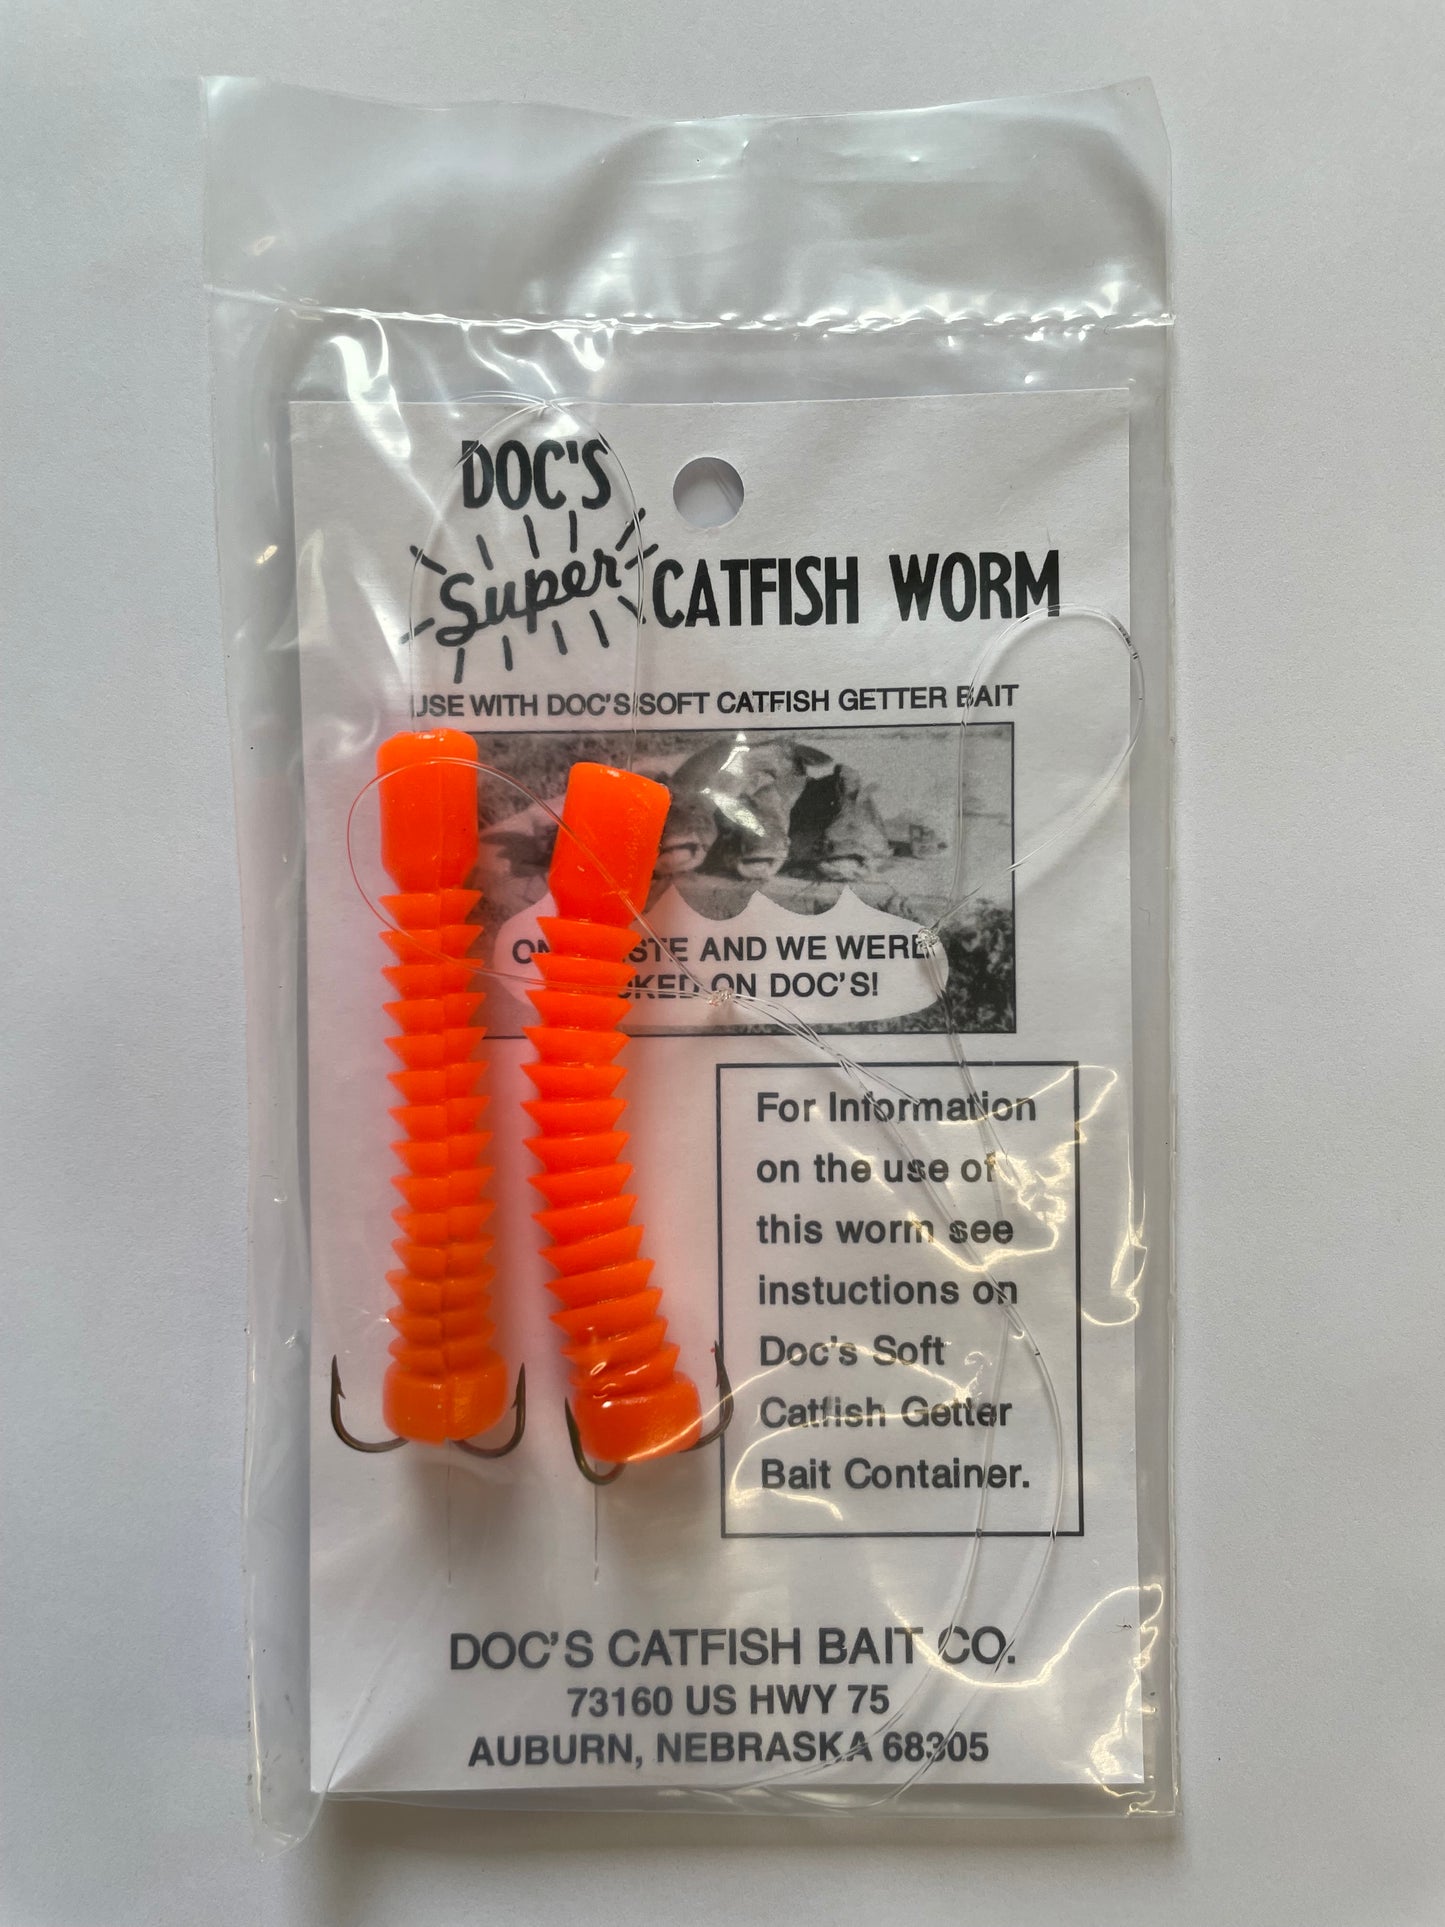 DOC'S
Super CATFISH WORM
USE WITH DOC'S SOFT CATFISH GETTER BAIT
AND WE WERE
ON DOC'S!
For Information
on the use of
this worm see
instuctions on
Doc's Soft
Catfish Getter
Bait Container.
DOC'S CATFISH BAIT CO.
73160 US HWY 75
AUBURN, NEBRASKA 68305